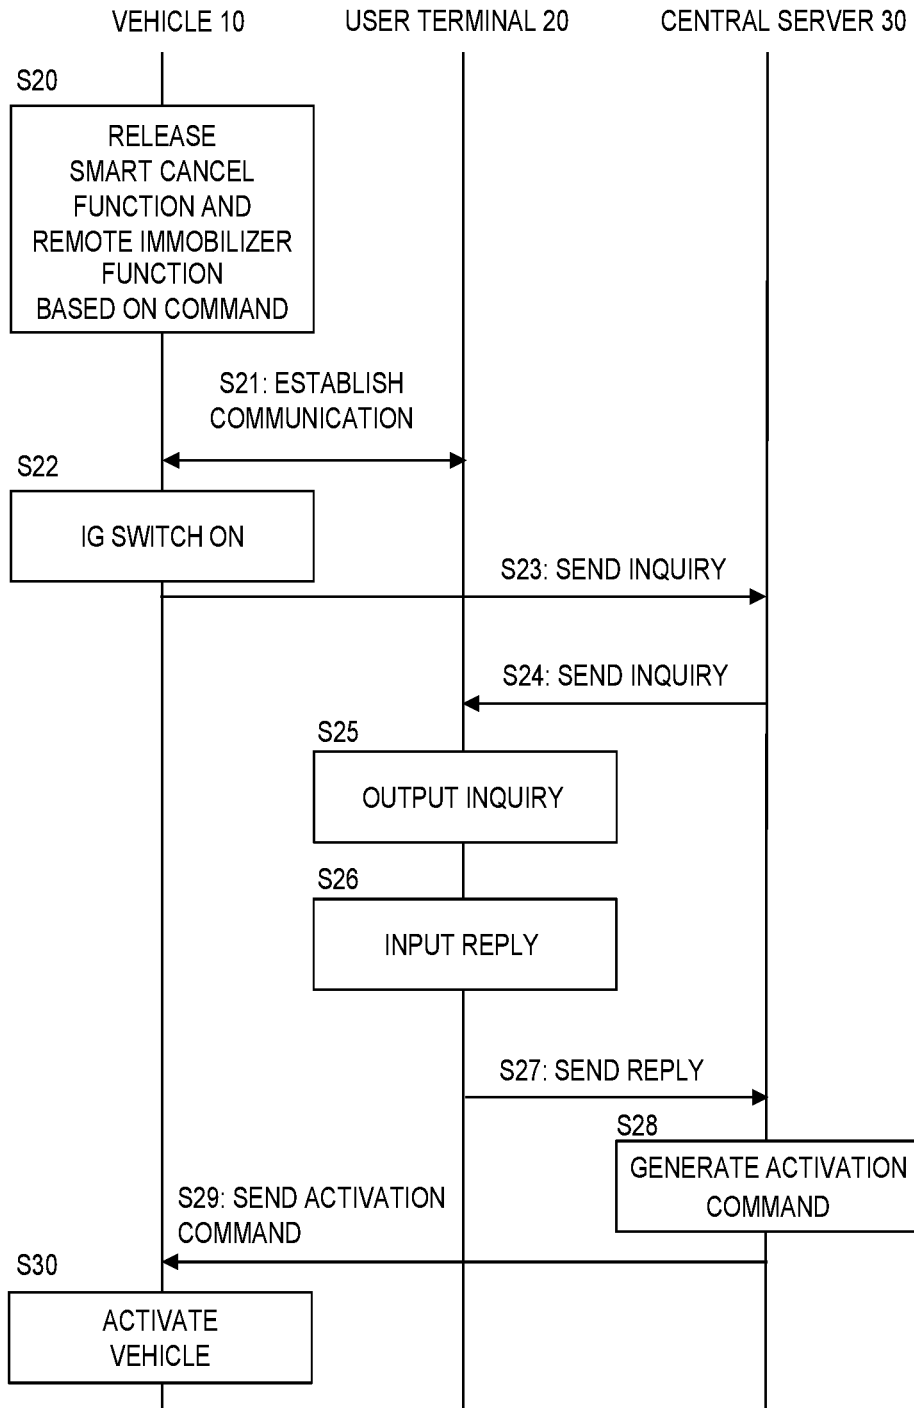 VEHICLE 10
USER TERMINAL 20
CENTRAL SERVER 30
S20
RELEASE
SMART CANCEL
FUNCTION AND
REMOTE IMMOBILIZER
FUNCTION
BASED ON COMMAND
S21: ESTABLISH
COMMUNICATION
S22
IG SWITCH ON
S23: SEND INQUIRY
S24: SEND INQUIRY
S25
OUTPUT INQUIRY
S26
INPUT REPLY
S27: SEND REPLY
S28
GENERATE ACTIVATION
COMMAND
S29: SEND ACTIVATION
COMMAND
S30
ACTIVATE
VEHICLE